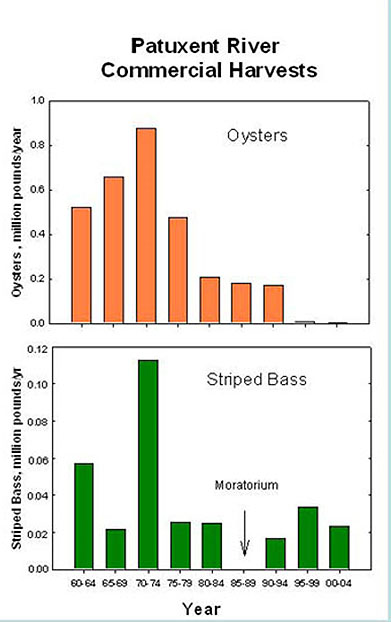 Patuxent River
Commercial Harvests
Oysters
Oysters , million pounds/year
1.0
0.8
0.6
0.4
0.2
0.0
Striped Bass
Striped Bass, million pounds/yr
0.12
0.10
0.08
0.06
0.04
0.02
0.00
Moratorium
60-64 65-69 70-74 75-79 80-84 85-89 90-94 95-99 00-04
Year